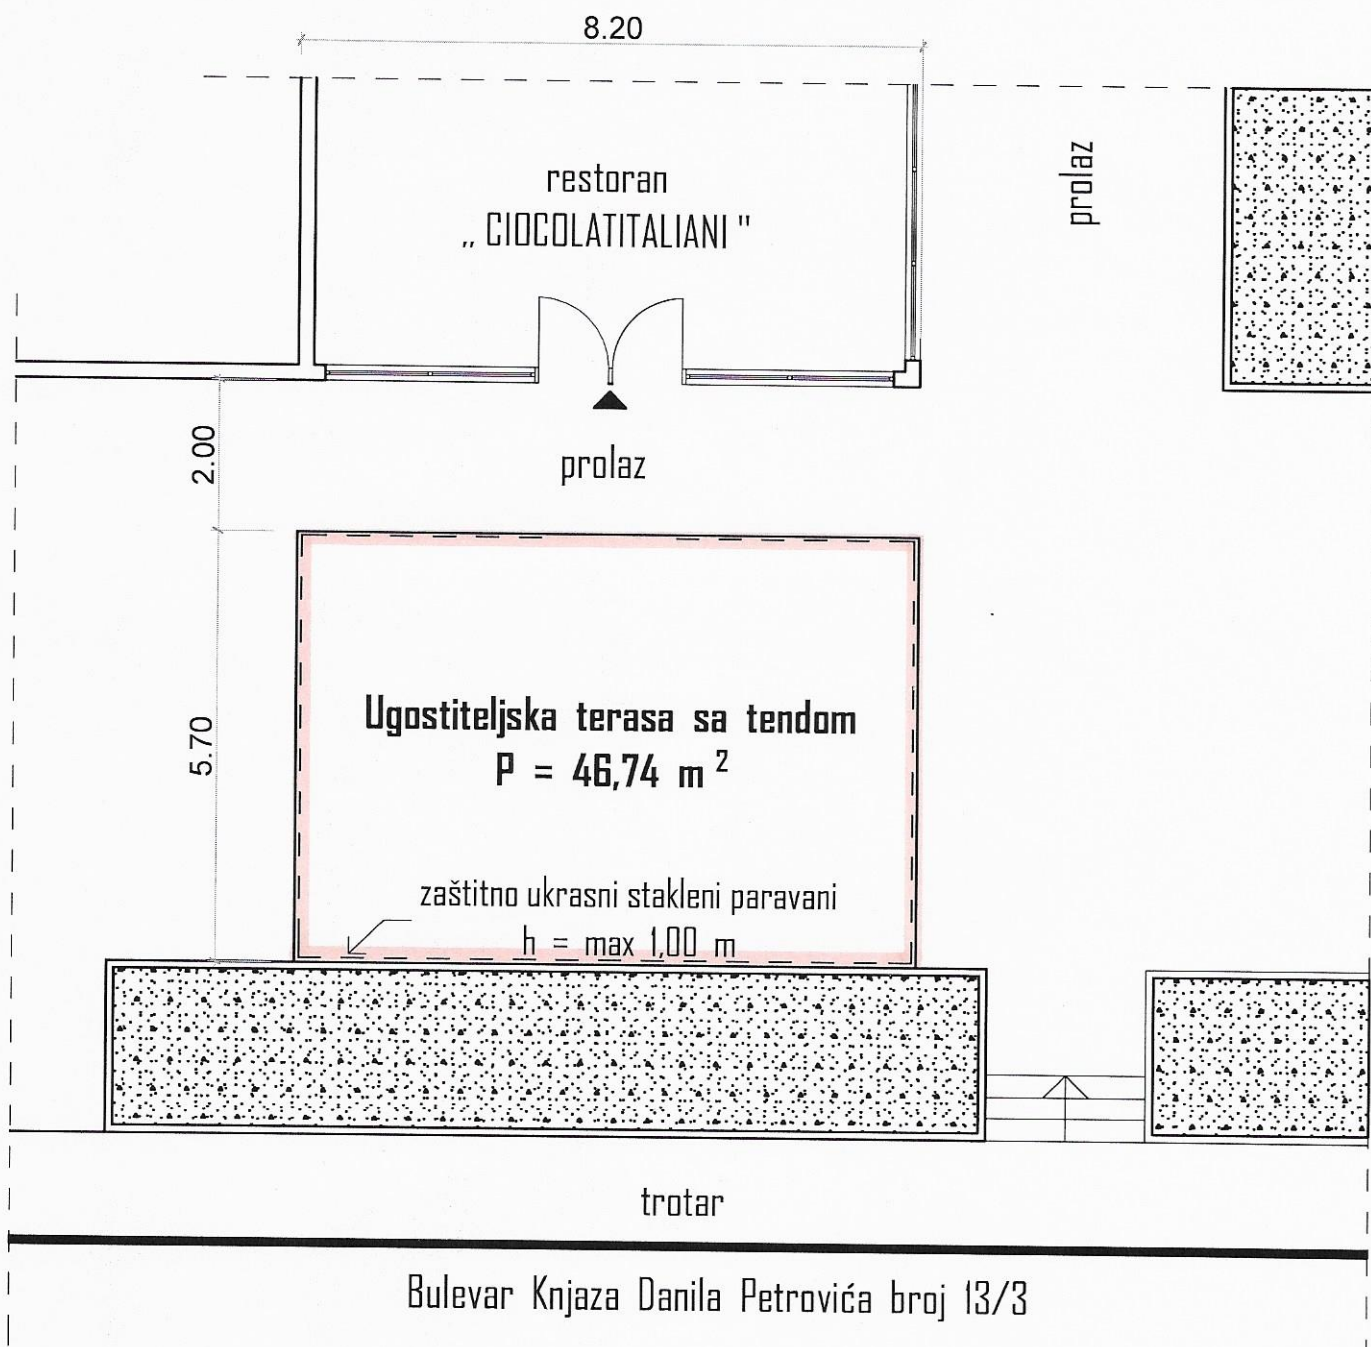 8.20
restoran
„ CIOCOLATITALIANI "
prolaz
2.00
prolaz
5.70
Ugostiteljska terasa sa tendom
P = 46,74 m²
zaštitno ukrasni stakleni paravani
h = max 1,00 m
trotar
Bulevar Knjaza Danila Petrovića broj 13/3